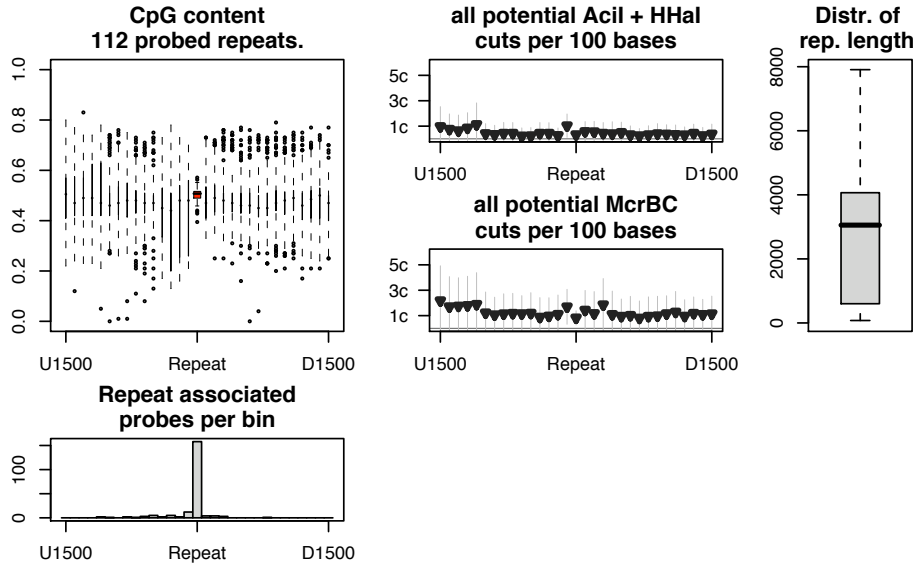 CpG content
112 probed repeats.
1.0
0.8
0.6
0.4
0.2
0.0
U1500 Repeat D1500
all potential AciI + HHaI
cuts per 100 bases
5c
3c
1c
U1500 Repeat D1500
all potential McrBC
cuts per 100 bases
5c
3c
1c
U1500 Repeat D1500
Distr. of
rep. length
8000
6000
4000
2000
0
Repeat associated
probes per bin
100
0
U1500 Repeat D1500